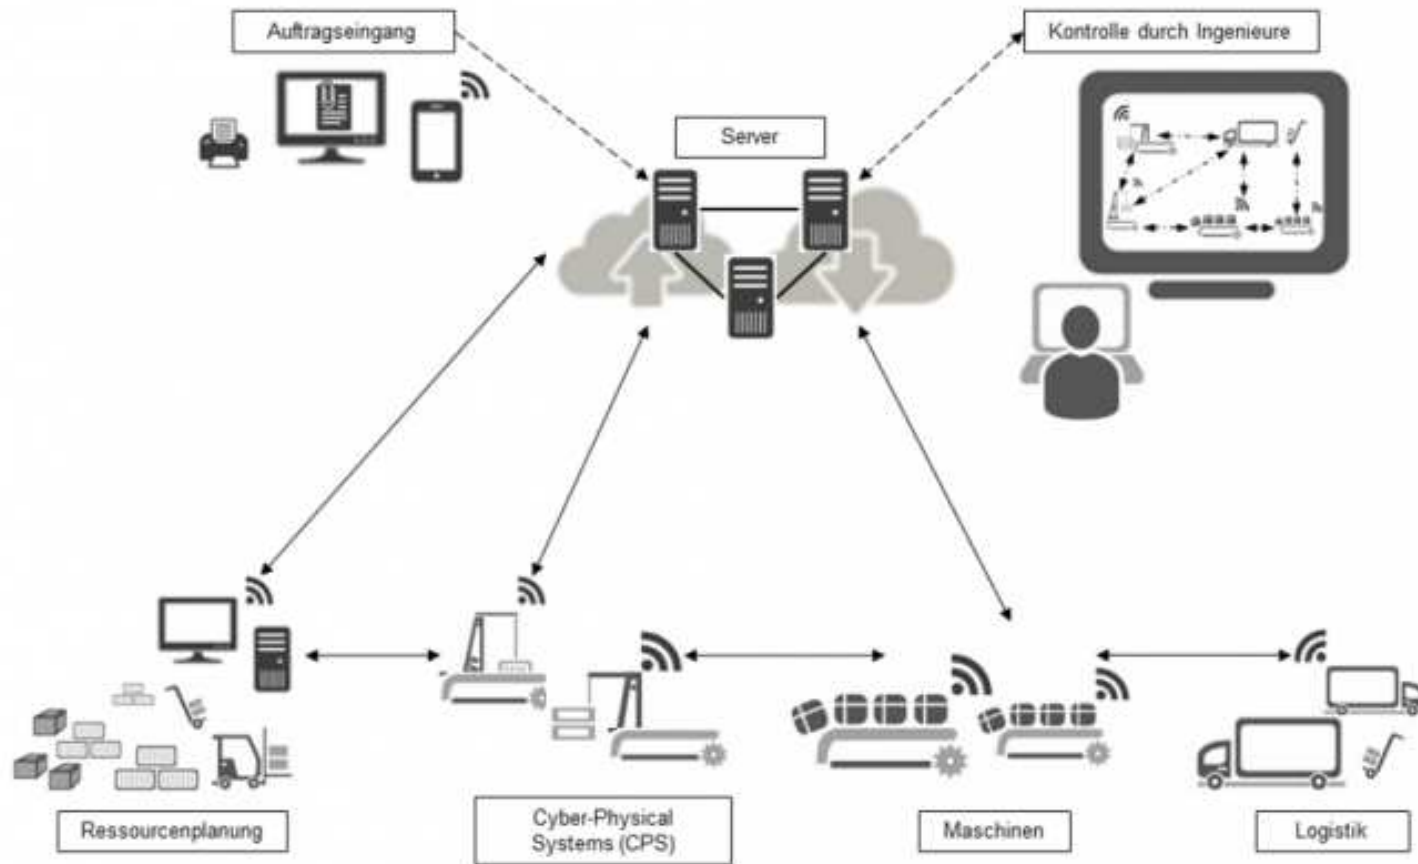 Auftragseingang
Kontrolle durch Ingenieure
Server
Ressourcenplanung
Cyber-Physical
Systems (CPS)
Maschinen
Logistik